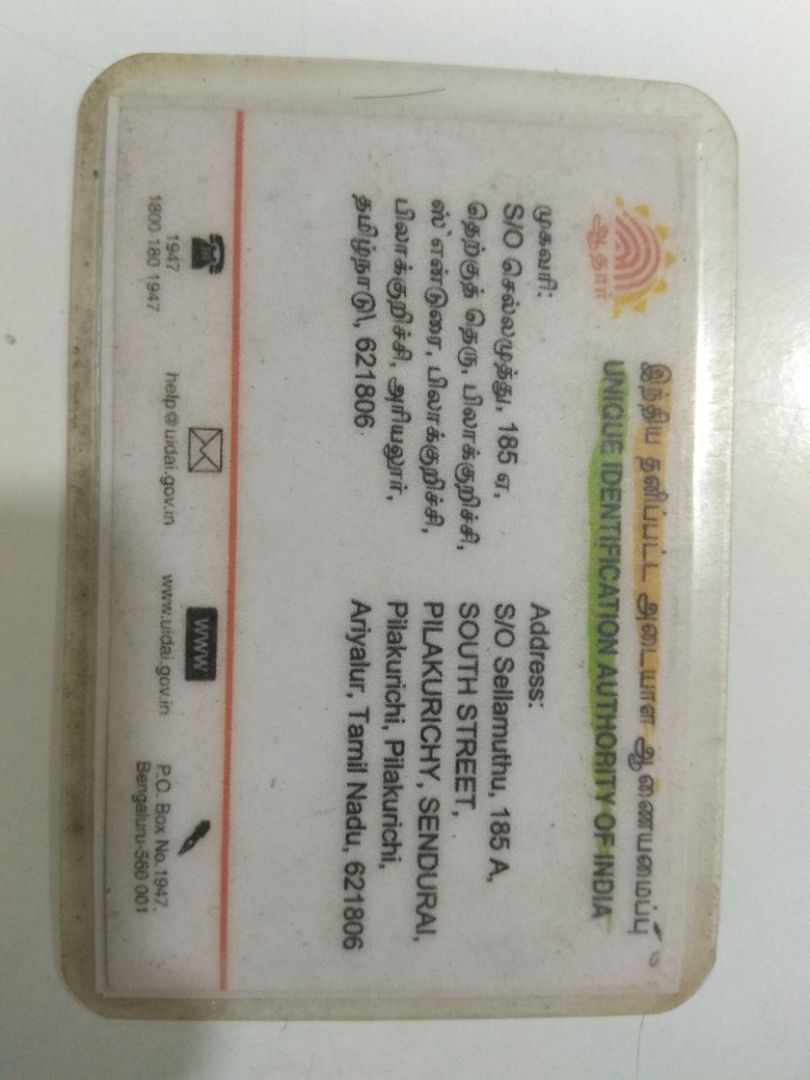 இந்திய தனிப்பட்ட அடையாள ஆணையமைப்பு
UNIQUE IDENTIFICATION AUTHORITY OF INDIA
ஆதார்
முகவரி:
S/O செல்லமுத்து, 185 எ,
தெற்குத் தெரு, பிலாக்குறிச்சி,
ஸ்எண்டுரை, பிலாக்குறிச்சி,
பிலாக்குறிச்சி, அரியலூர்,
தமிழ்நாடு\, 621806
Address:
S/O Sellamuthu, 185 A,
SOUTH STREET,
PILAKURICHY, SENDURAI,
Pilakurichi, Pilakurichi,
Ariyalur, Tamil Nadu, 621806
1947
1800 180 1947
help@uidai.gov.in
WWW
www.uidai.gov.in
P.O. Box No.1947,
Bengaluru-560 001